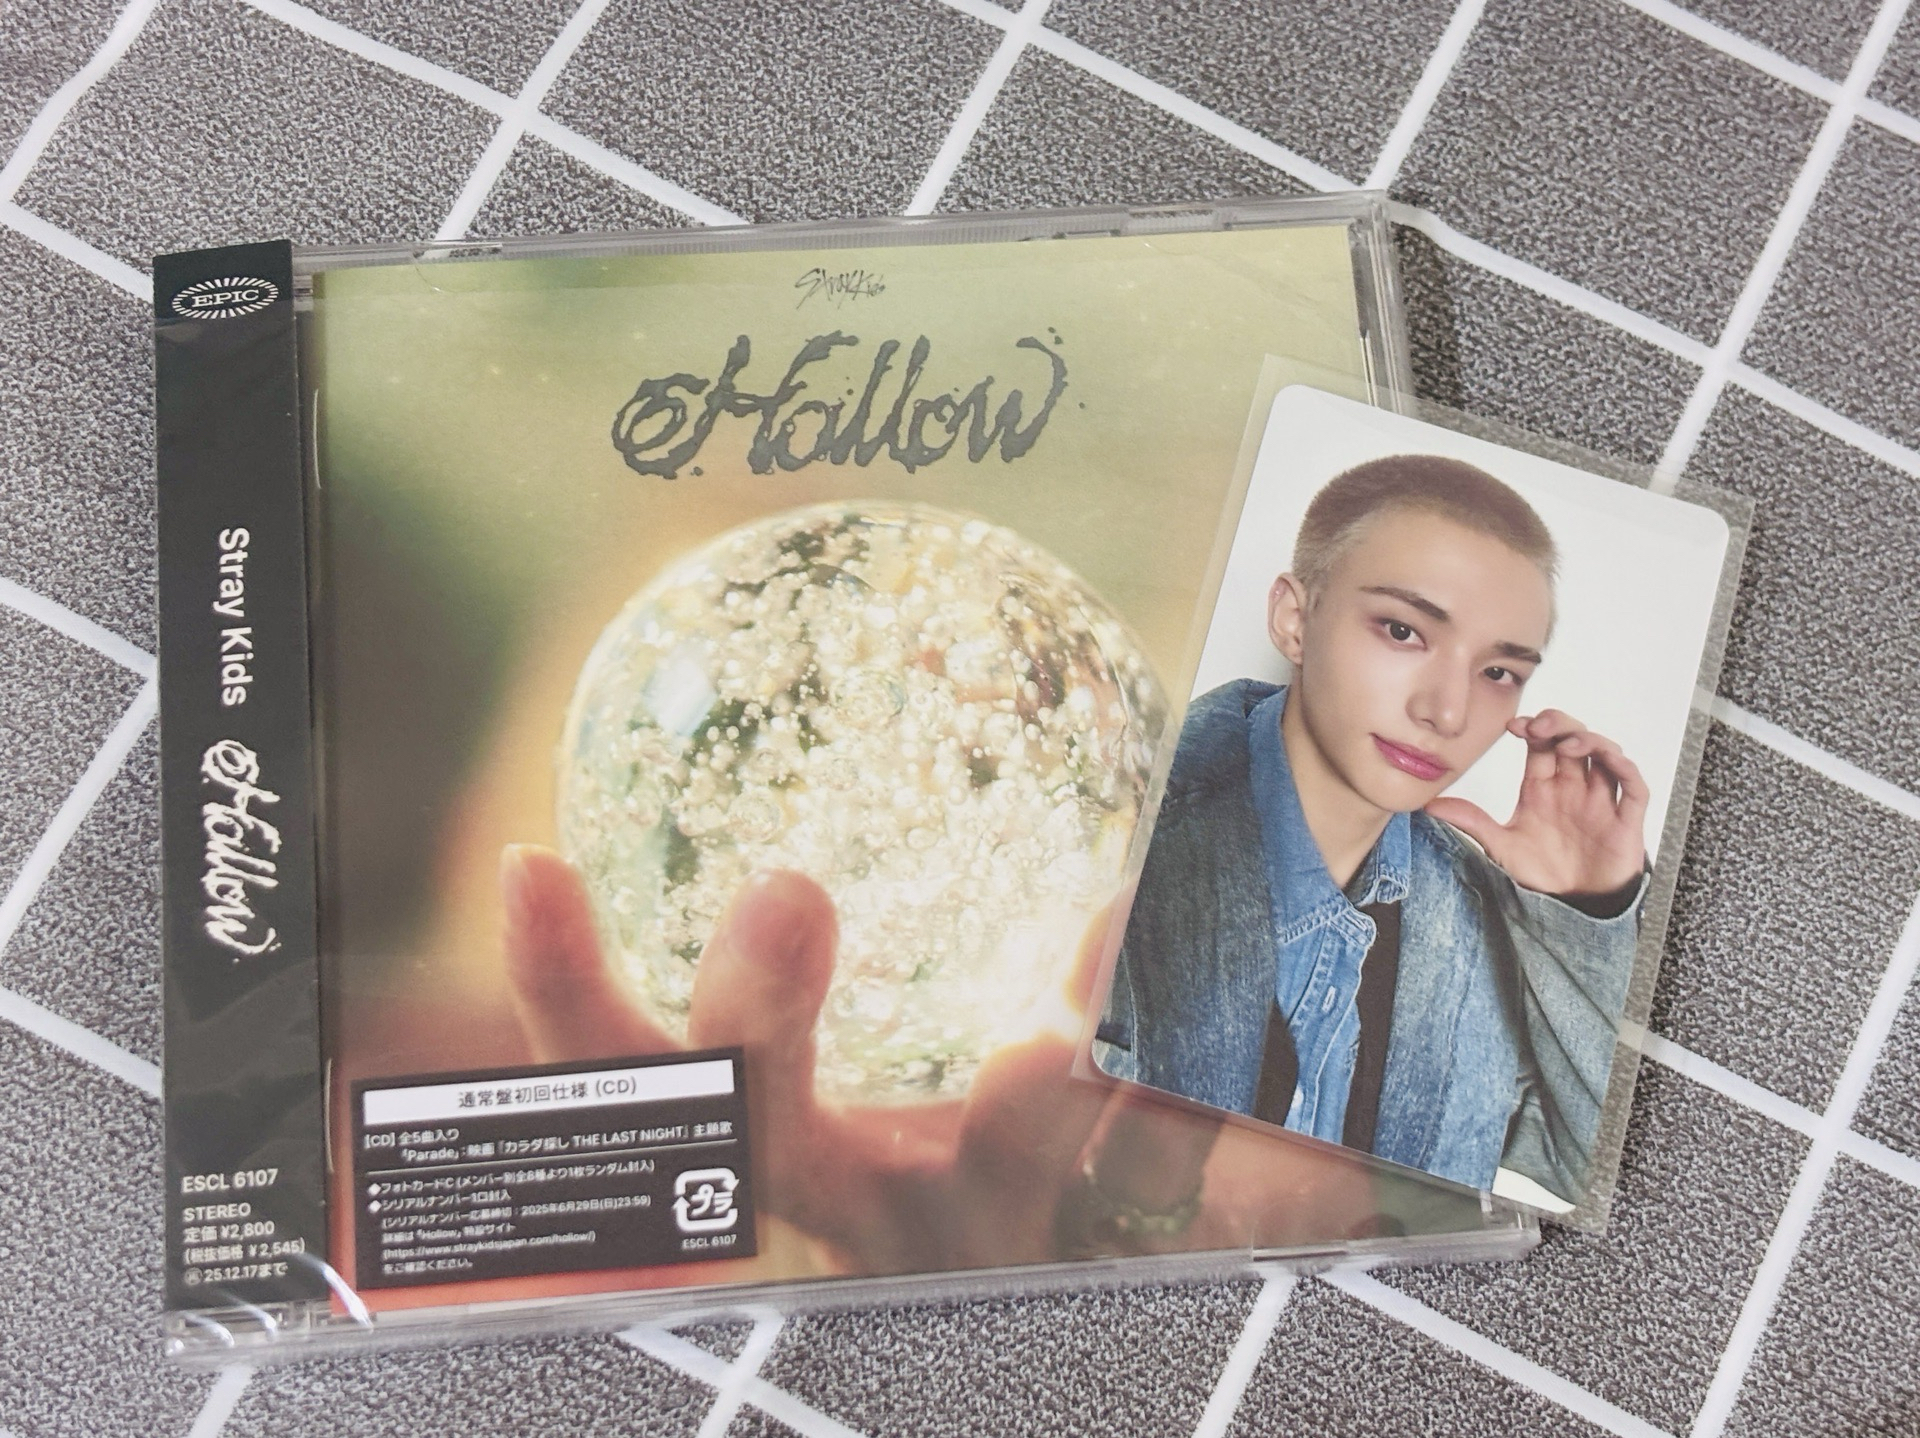 EPIC
Stray Kids Hollow
ESCL 6107
STEREO
定価 ¥2,800
(税抜価格 ¥2,545)
25.12.17まで
Stray Kids
Hollow
通常盤初回仕様 (CD)
【CD】全5曲入り
「Parade」：映画『カラダ探し THE LAST NIGHT』主題歌
◆フォトカードC (メンバー別全8種より1枚ランダム封入)
◆シリアルナンバー1口封入
(シリアルナンバー応募締切：2025年6月29日(日)23:59)
詳細は「Hollow」特設サイト
(https://www.straykidsjapan.com/hollow/)
をご確認ください。
プラ
ESCL 6107